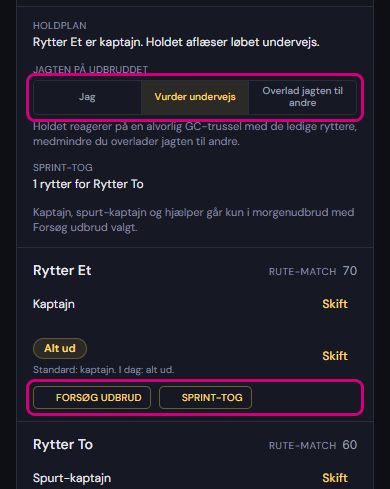 HOLDPLAN
Rytter Et er kaptajn. Holdet aflæser løbet undervejs.
JAGTEN PÅ UDBRUDDET
Jag
Vurder undervejs
Overlad jagten til
andre
Holdet reagerer på en alvorlig GC-trussel med de ledige ryttere,
medmindre du overlader jagten til andre.
SPRINT-TOG
1 rytter for Rytter To
Kaptajn, spurt-kaptajn og hjælper går kun i morgenudbrud med
Forsøg udbrud valgt.
Rytter Et
RUTE-MATCH 70
Kaptajn
Skift
Alt ud
Skift
Standard: kaptajn. I dag: alt ud.
FORSØG UDBRUD
SPRINT-TOG
Rytter To
RUTE-MATCH 60
Spurt-kaptajn
Skift